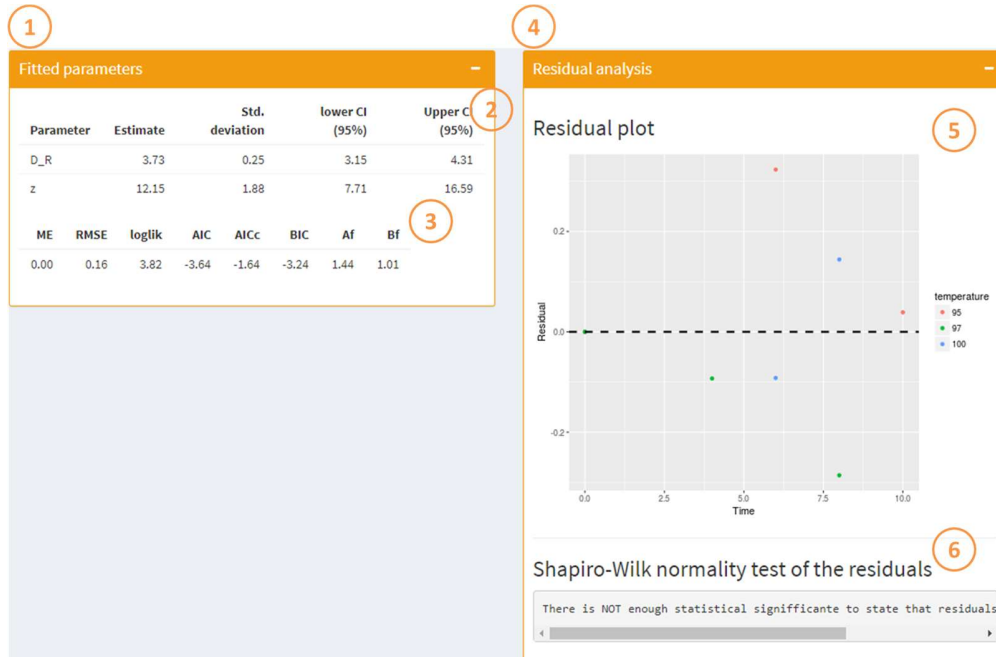 1
Fitted parameters −
2
Parameter Estimate Std. deviation lower CI (95%) Upper C (95%)
D_R 3.73 0.25 3.15 4.31
z 12.15 1.88 7.71 16.59
3
ME RMSE loglik AIC AICc BIC Af Bf
0.00 0.16 3.82 -3.64 -1.64 -3.24 1.44 1.01
4
Residual analysis −
5
Residual plot
Residual
0.2
0.0
-0.2
0.0 2.5 5.0 7.5 10.0
Time
temperature
95
97
100
6
Shapiro-Wilk normality test of the residuals
There is NOT enough statistical signifficante to state that residuals